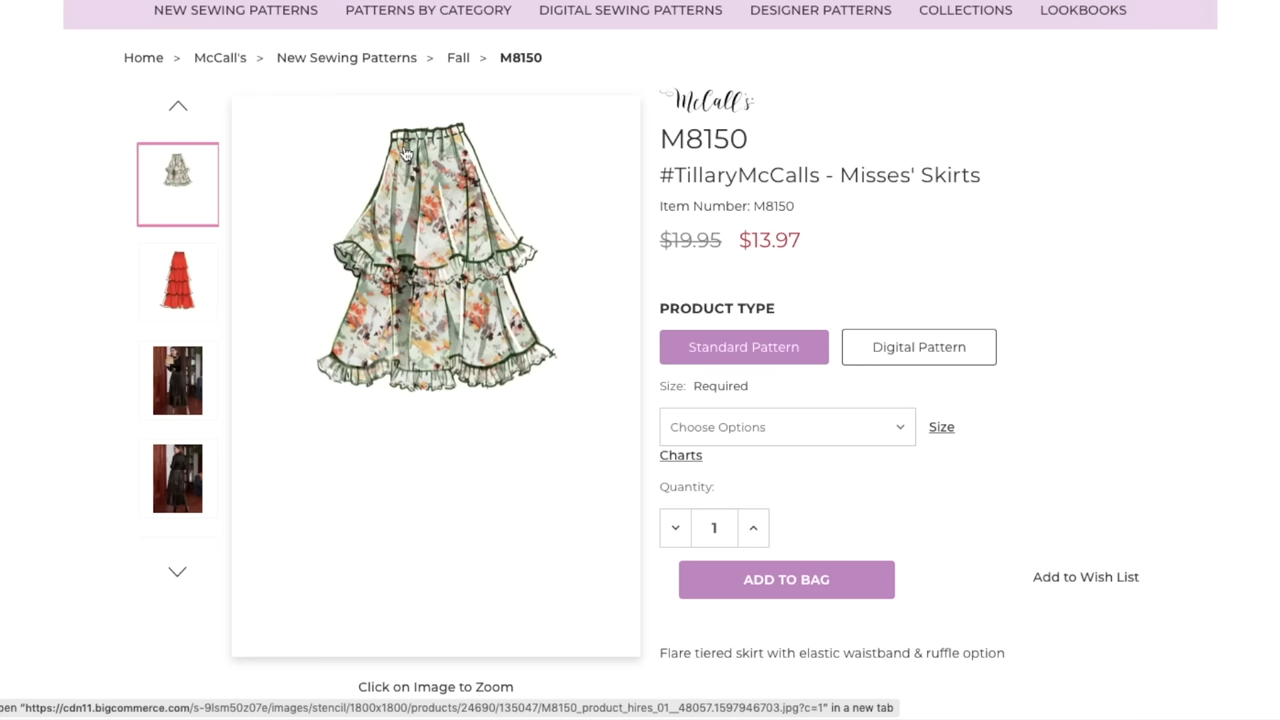 NEW SEWING PATTERNS PATTERNS BY CATEGORY DIGITAL SEWING PATTERNS DESIGNER PATTERNS COLLECTIONS LOOKBOOKS
Home > McCall's > New Sewing Patterns > Fall > M8150
McCall's
M8150
#TillaryMcCalls - Misses' Skirts
Item Number: M8150
$19.95 $13.97
PRODUCT TYPE
Standard Pattern Digital Pattern
Size: Required
Choose Options Size
Charts
Quantity:
1
ADD TO BAG Add to Wish List
Flare tiered skirt with elastic waistband & ruffle option
Click on Image to Zoom
pen "https://cdn11.bigcommerce.com/s-9lsm50z07e/images/stencil/1800x1800/products/24690/135047/M8150_product_hires_01__48057.1597946703.jpg?c=1" in a new tab